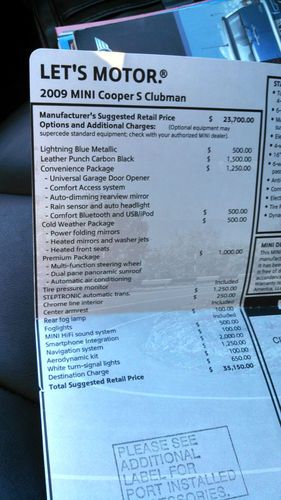 LET'S MOTOR.®
2009 MINI Cooper S Clubman
Manufacturer's Suggested Retail Price $ 23,700.00
Options and Additional Charges: (Optional equipment may
supercede standard equipment; check with your authorized MINI dealer).
Lightning Blue Metallic $ 500.00
Leather Punch Carbon Black $ 1,500.00
Convenience Package $ 1,250.00
- Universal Garage Door Opener
- Comfort Access system
- Auto-dimming rearview mirror
- Rain sensor and auto headlight
- Comfort Bluetooth and USB/iPod $ 500.00
Cold Weather Package $ 500.00
- Power folding mirrors
- Heated mirrors and washer jets
- Heated front seats
Premium Package $ 1,000.00
- Multi-function steering wheel
- Dual pane panoramic sunroof
- Automatic air conditioning
Tire pressure monitor Included
STEPTRONIC automatic trans. $ 1,250.00
Chrome line interior $ 250.00
Center armrest Included
Rear fog lamp $ 100.00
Foglights Included
MINI HiFi sound system $ 500.00
Smartphone Integration $ 100.00
Navigation system $ 2,000.00
Aerodynamic kit $ 1,250.00
White turn-signal lights $ 100.00
Destination Charge $ 650.00
Total Suggested Retail Price $ 35,150.00
PLEASE SEE
ADDITIONAL
LABEL FOR
PORT INSTALLED
MINI DE